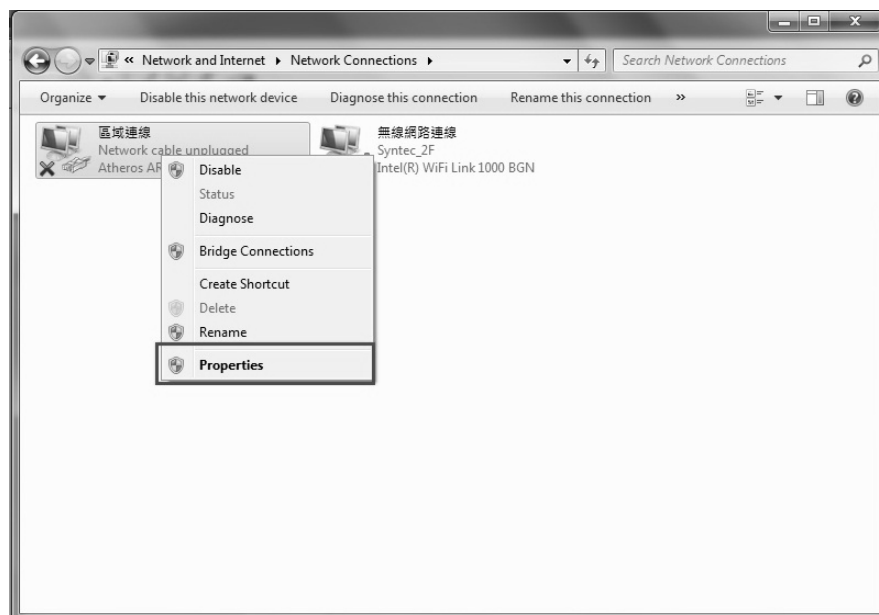 « Network and Internet ▸ Network Connections ▸
Search Network Connections
Organize ▾ Disable this network device Diagnose this connection Rename this connection »
區域連線
Network cable unplugged
Atheros AR
無線網路連線
Syntec_2F
Intel(R) WiFi Link 1000 BGN
Disable
Status
Diagnose
Bridge Connections
Create Shortcut
Delete
Rename
Properties